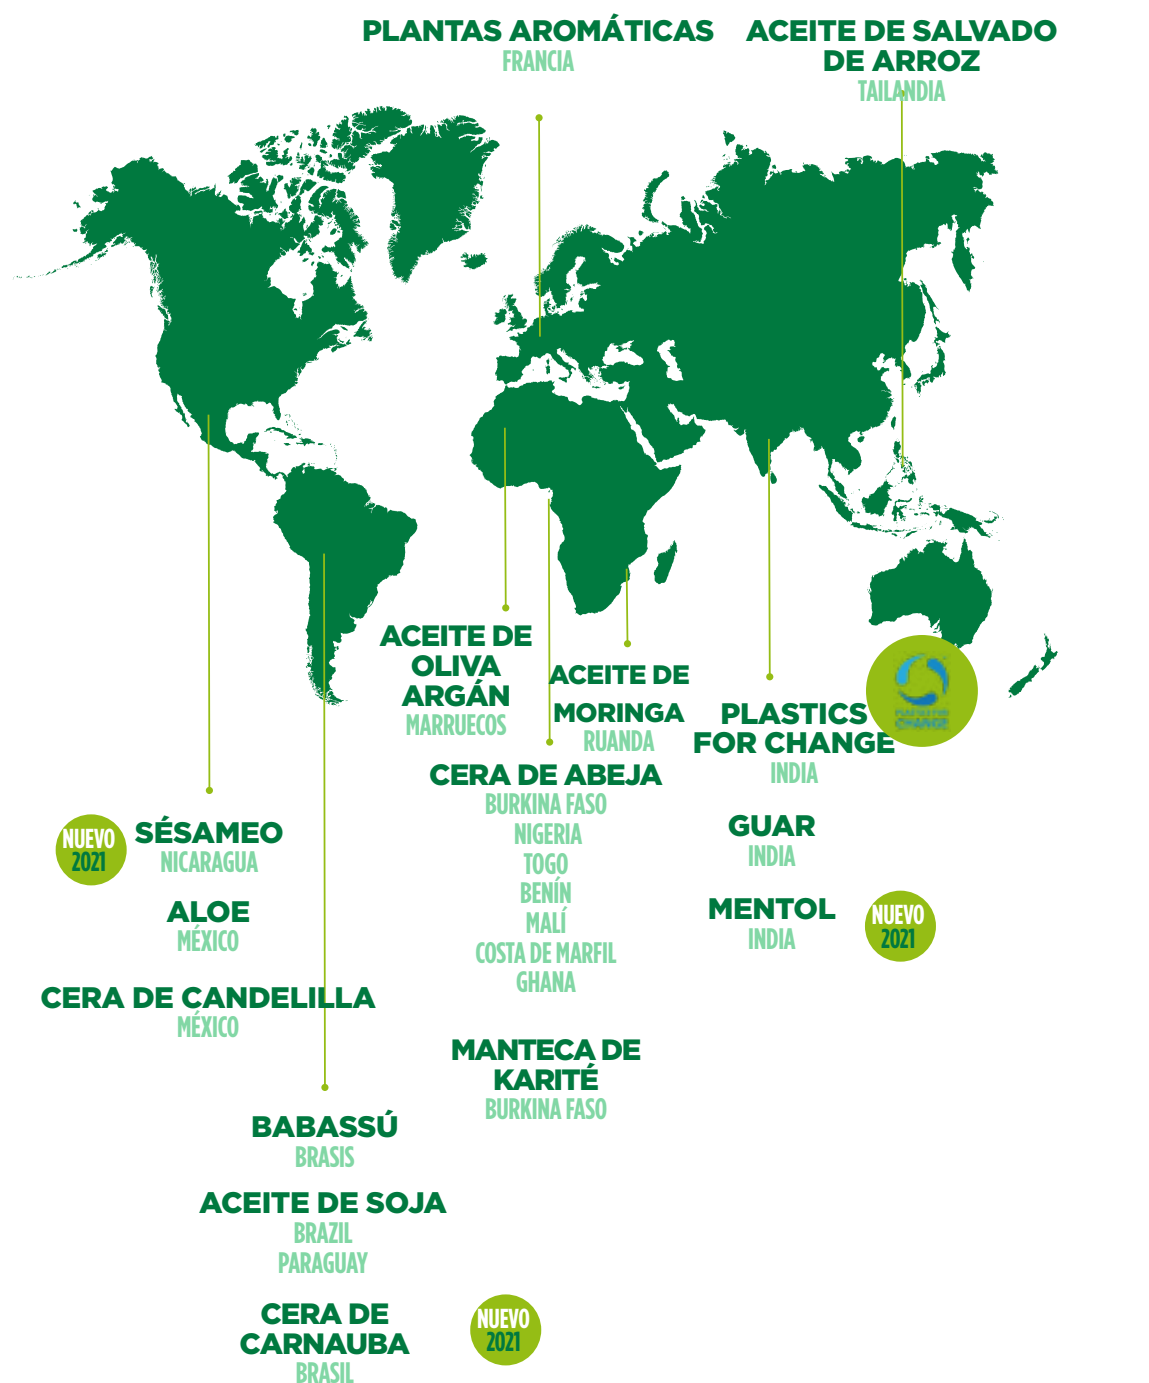 PLANTAS AROMÁTICAS
FRANCIA
ACEITE DE SALVADO
DE ARROZ
TAILANDIA
ACEITE DE
OLIVA
ARGÁN
MARRUECOS
ACEITE DE
MORINGA
RUANDA
PLASTICS
FOR CHANGE
INDIA
CHANGE
CERA DE ABEJA
BURKINA FASO
NIGERIA
TOGO
BENÍN
MALÍ
COSTA DE MARFIL
GHANA
GUAR
INDIA
MENTOL
INDIA
NUEVO
2021
NUEVO
2021
SÉSAMEO
NICARAGUA
ALOE
MÉXICO
CERA DE CANDELILLA
MÉXICO
MANTECA DE
KARITÉ
BURKINA FASO
BABASSÚ
BRASIS
ACEITE DE SOJA
BRAZIL
PARAGUAY
CERA DE
CARNAUBA
BRASIL
NUEVO
2021